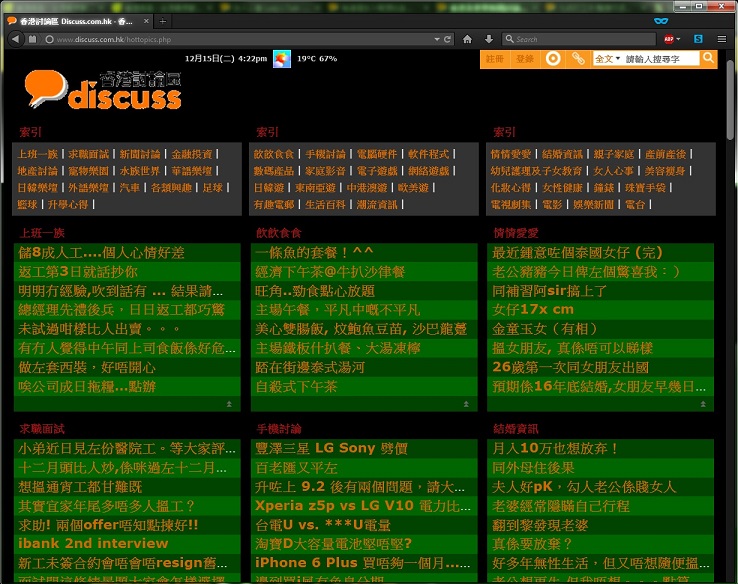 香港討論區 Discuss.com.hk - 香...
www.discuss.com.hk/hottopics.php
Search
12月15日(二) 4:22pm 19°C 67%
註冊 登錄 全文 請輸入搜尋字
香港討論區
discuss
索引
上班一族 | 求職面試 | 新聞討論 | 金融投資 |
地產討論 | 寵物樂園 | 水族世界 | 華語樂壇 |
日韓樂壇 | 外語樂壇 | 汽車 | 各類興趣 | 足球 |
籃球 | 升學心得 |
索引
飲飲食食 | 手機討論 | 電腦硬件 | 軟件程式 |
數碼產品 | 家庭影音 | 電子遊戲 | 網絡遊戲 |
日韓遊 | 東南亞遊 | 中港澳遊 | 歐美遊 |
有趣電郵 | 生活百科 | 潮流資訊 |
索引
情情愛愛 | 結婚資訊 | 親子家庭 | 產前產後 |
幼兒護理及子女教育 | 女人心事 | 美容瘦身 |
化妝心得 | 女性健康 | 鐘錶 | 珠寶手袋 |
電視劇集 | 電影 | 娛樂新聞 | 電台 |
上班一族
儲8成人工....個人心情好差
返工第3日就話抄你
明明冇經驗,吹到話有 ... 結果請...
總經理先禮後兵，日日返工都巧驚
未試過咁樣比人出賣。。。
有冇人覺得中午同上司食飯係好危...
做左套西裝，好唔開心
唉公司成日拖糧...點辦
飲飲食食
一條魚的套餐！^^
經濟下午茶@牛扒沙律餐
旺角..勁食點心放題
主場午餐，平凡中嘅不平凡
美心雙腸飯, 炆鮑魚豆苗, 沙巴龍躉
主場鐵板什扒餐、大湯凍檸
踎在街邊泰式湯河
自殺式下午茶
情情愛愛
最近鍾意咗個泰國女仔 (完)
老公豬豬今日俾左個驚喜我：）
同補習阿sir搞上了
女仔17x cm
金童玉女（有相）
搵女朋友, 真係唔可以睇樣
26歲第一次同女朋友出國
預期係16年底結婚,女朋友早幾日...
求職面試
小弟近日見左份醫院工。等大家評...
十二月頭比人炒,係咪過左十二月...
想搵通宵工都甘難既
其實宜家年尾多唔多人搵工？
求助! 兩個offer唔知點揀好!!
ibank 2nd interview
新工未簽合約會唔會唔resign舊...
手機討論
豐澤三星 LG Sony 劈價
百老匯又平左
升咗上 9.2 後有兩個問題，請大...
Xperia z5p vs LG V10 電力比...
台電U vs. ***U電量
淘寶D大容量電池堅唔堅?
iPhone 6 Plus 買唔夠一個月...
結婚資訊
月入10万也想放弃！
同外母住後果
夫人好pK，勾人老公係賤女人
老婆經常隱瞞自己行程
翻到黎發現老婆
真係要放棄？
好多年無性生活，但又唔想隨便搵...